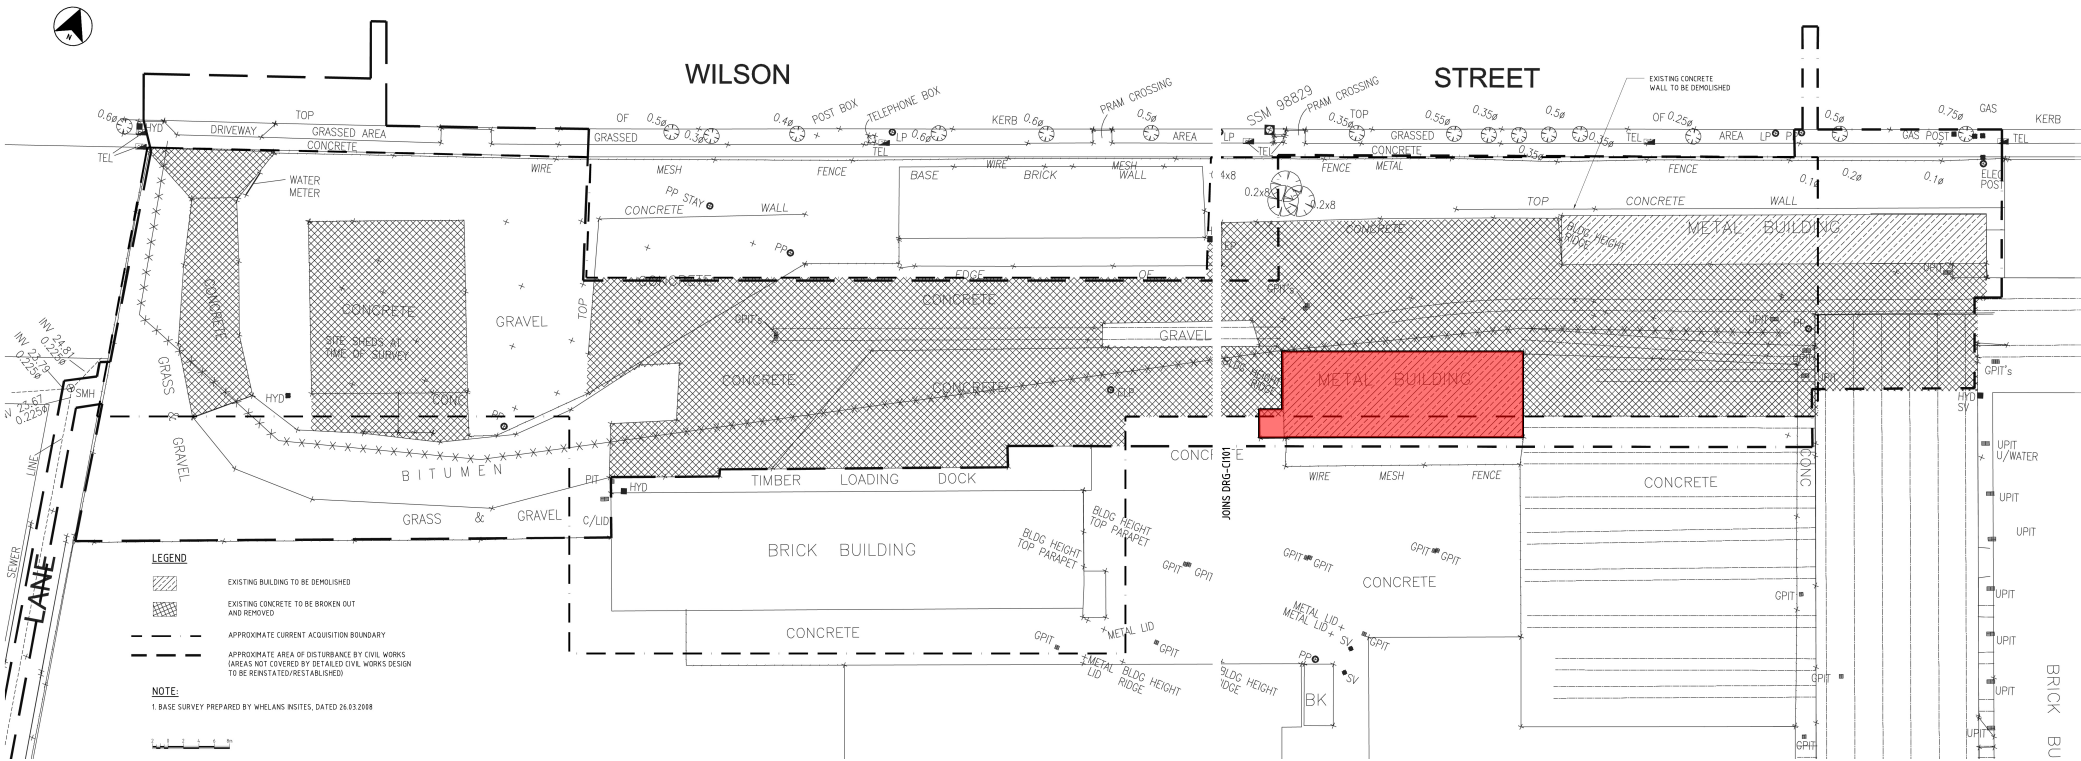 N
WILSON
STREET
EXISTING CONCRETE
WALL TO BE DEMOLISHED
0.6ø
HYD
TEL
DRIVEWAY
TOP
GRASSED AREA
CONCRETE
OF
GRASSED
0.5ø
0.3ø
0.4ø
POST BOX
TELEPHONE BOX
LP
0.6ø
TEL
KERB
0.6ø
PRAM CROSSING
0.5ø
AREA
LP
SSM 98829
PRAM CROSSING
TEL
0.35ø
TOP
GRASSED
CONCRETE
0.55ø
0.35ø
0.5ø
0.35ø
0.35ø
OF
0.25ø
TEL
AREA
LP
0.5ø
0.75ø
GAS
GAS POST
TEL
KERB
WIRE
MESH
FENCE
WIRE
MESH
FENCE
METAL
FENCE
0.1ø
0.2ø
0.1ø
ELEC
POST
WATER
METER
PP STAY
CONCRETE
WALL
BASE
BRICK
WALL
4x8
0.2x8
0.2x8
TOP
CONCRETE
WALL
PP
EDGE
OF
LP
CONCRETE
BLDG HEIGHT
RIDGE
METAL BUILDING
UPIT
CONCRETE
CONCRETE
SITE SHEDS AT
TIME OF SURVEY
CONC
GRAVEL
TOP
CONCRETE
CONCRETE
GPIT's
GRAVEL
GPIT's
UPIT
PP
UPIT
UPIT
GPIT's
INV 24.81
0.225ø
INV 23.79
0.225ø
INV 23.67
0.225ø
SMH
GRASS
&
GRAVEL
HYD
PP
CONCRETE
CONCRETE
ELP
BLDG HEIGHT
RIDGE
METAL BUILDING
HYD
SV
BITUMEN
PIT
HYD
C/LID
TIMBER LOADING DOCK
CONCRETE
JOINS DRG-C1101
WIRE
MESH
FENCE
CONCRETE
CONC
UPIT
U/WATER
UPIT
UPIT
UPIT
UPIT
UPIT
UPIT
GRASS & GRAVEL
LINE
SEWER
LANE
BRICK BUILDING
BLDG HEIGHT
TOP PARAPET
BLDG HEIGHT
TOP PARAPET
GPIT
GPIT
GPIT
GPIT
GPIT
GPIT
CONCRETE
GPIT
CONCRETE
GPIT
METAL LID
GPIT
METAL
LID
BLDG HEIGHT
RIDGE
BLDG HEIGHT
RIDGE
METAL LID
METAL LID
SV
GPIT
PP
SV
BK
GPIT
GPIT
BRICK BU
LEGEND
EXISTING BUILDING TO BE DEMOLISHED
EXISTING CONCRETE TO BE BROKEN OUT
AND REMOVED
APPROXIMATE CURRENT ACQUISITION BOUNDARY
APPROXIMATE AREA OF DISTURBANCE BY CIVIL WORKS
(AREAS NOT COVERED BY DETAILED CIVIL WORKS DESIGN
TO BE REINSTATED/RESTABLISHED)
NOTE:
1. BASE SURVEY PREPARED BY WHELANS INSITES, DATED 26.03.2008